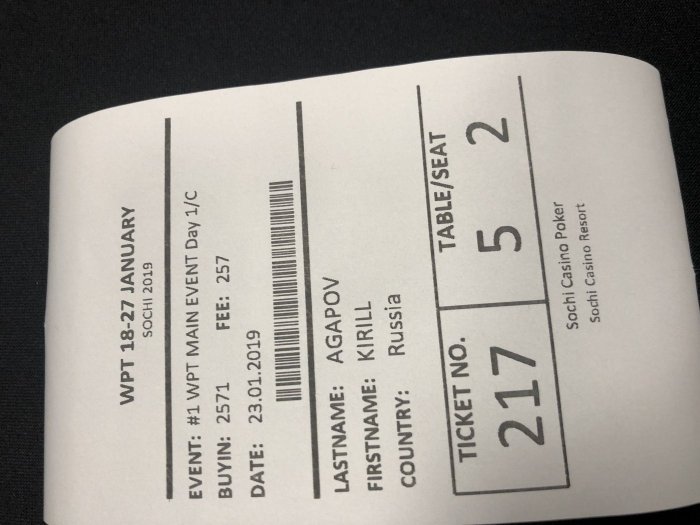 WPT 18-27 JANUARY
SOCHI 2019
EVENT: #1 WPT MAIN EVENT Day 1/C
BUYIN: 2571 FEE: 257
DATE: 23.01.2019
LASTNAME: AGAPOV
FIRSTNAME: KIRILL
COUNTRY: Russia
TICKET NO. TABLE/SEAT
217 5 2
Sochi Casino Poker
Sochi Casino Resort